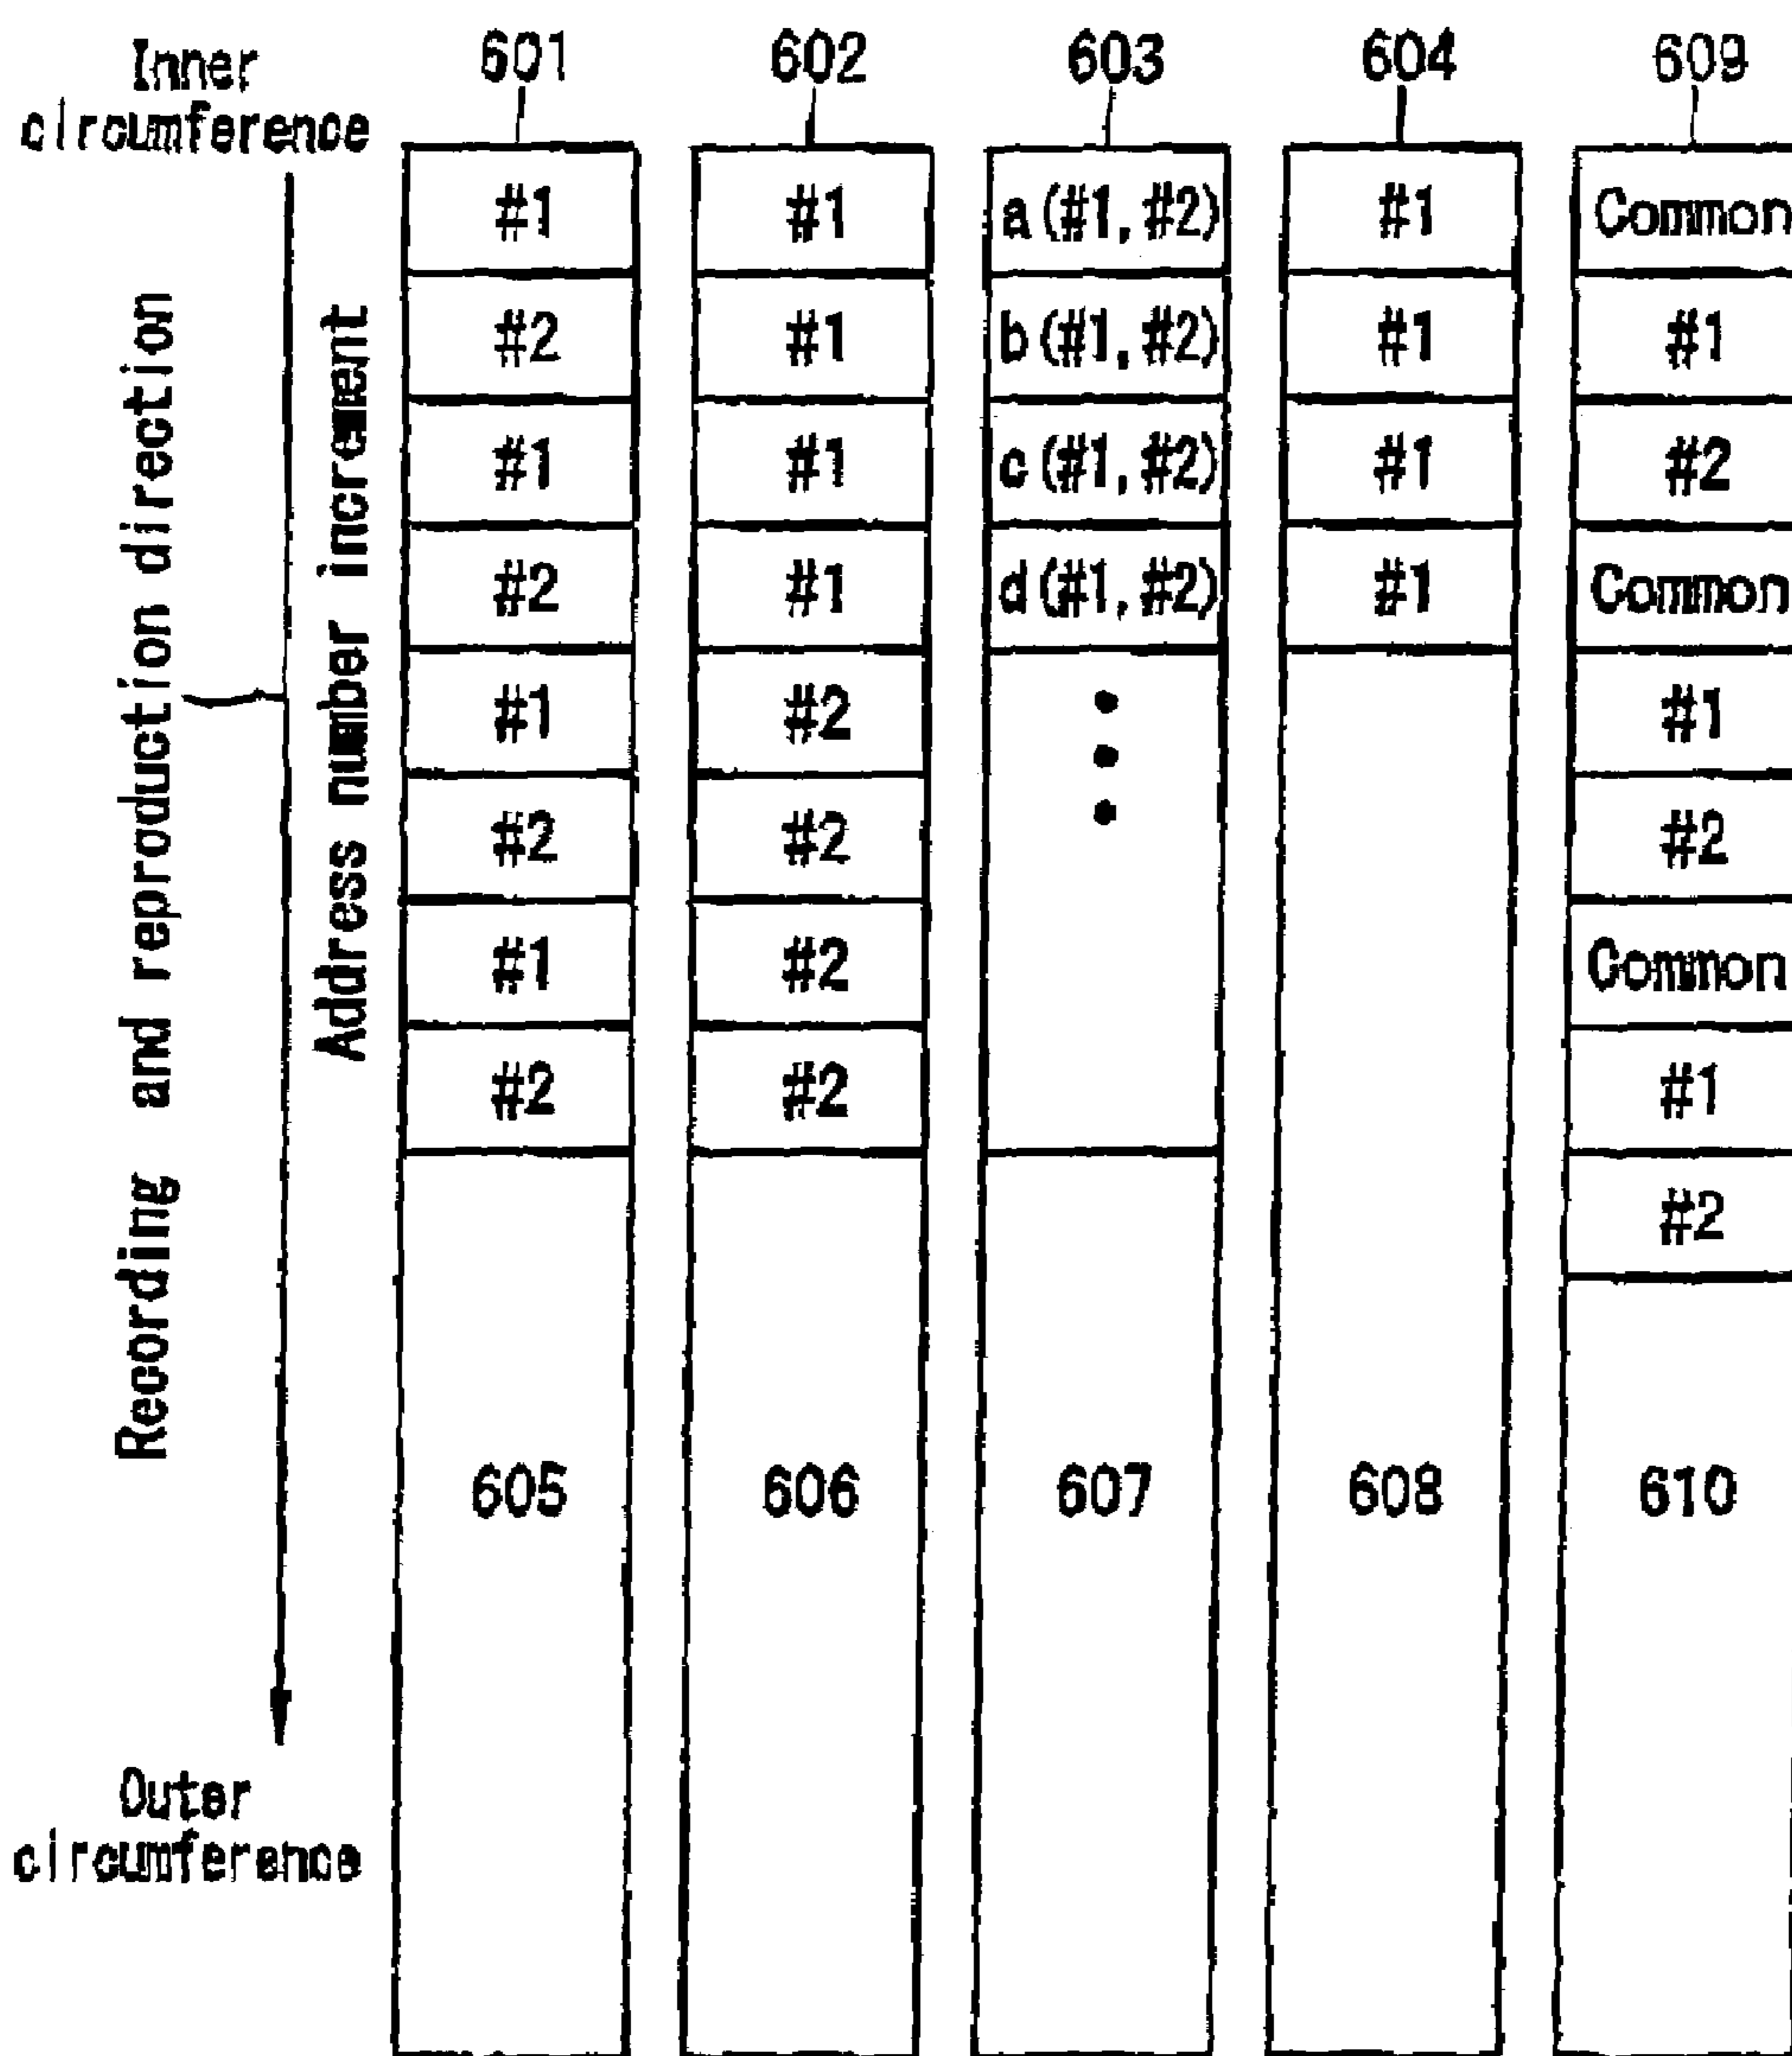 Inner
circumference
601
602
603
604
609
Recording and reproduction direction
Address number increment
#1
#2
#1
#2
#1
#2
#1
#2
605
#1
#1
#1
#1
#2
#2
#2
#2
606
a(#1, #2)
b(#1, #2)
c(#1, #2)
d(#1, #2)
607
#1
#1
#1
#1
608
Common
#1
#2
Common
#1
#2
Common
#1
#2
610
Outer
circumference